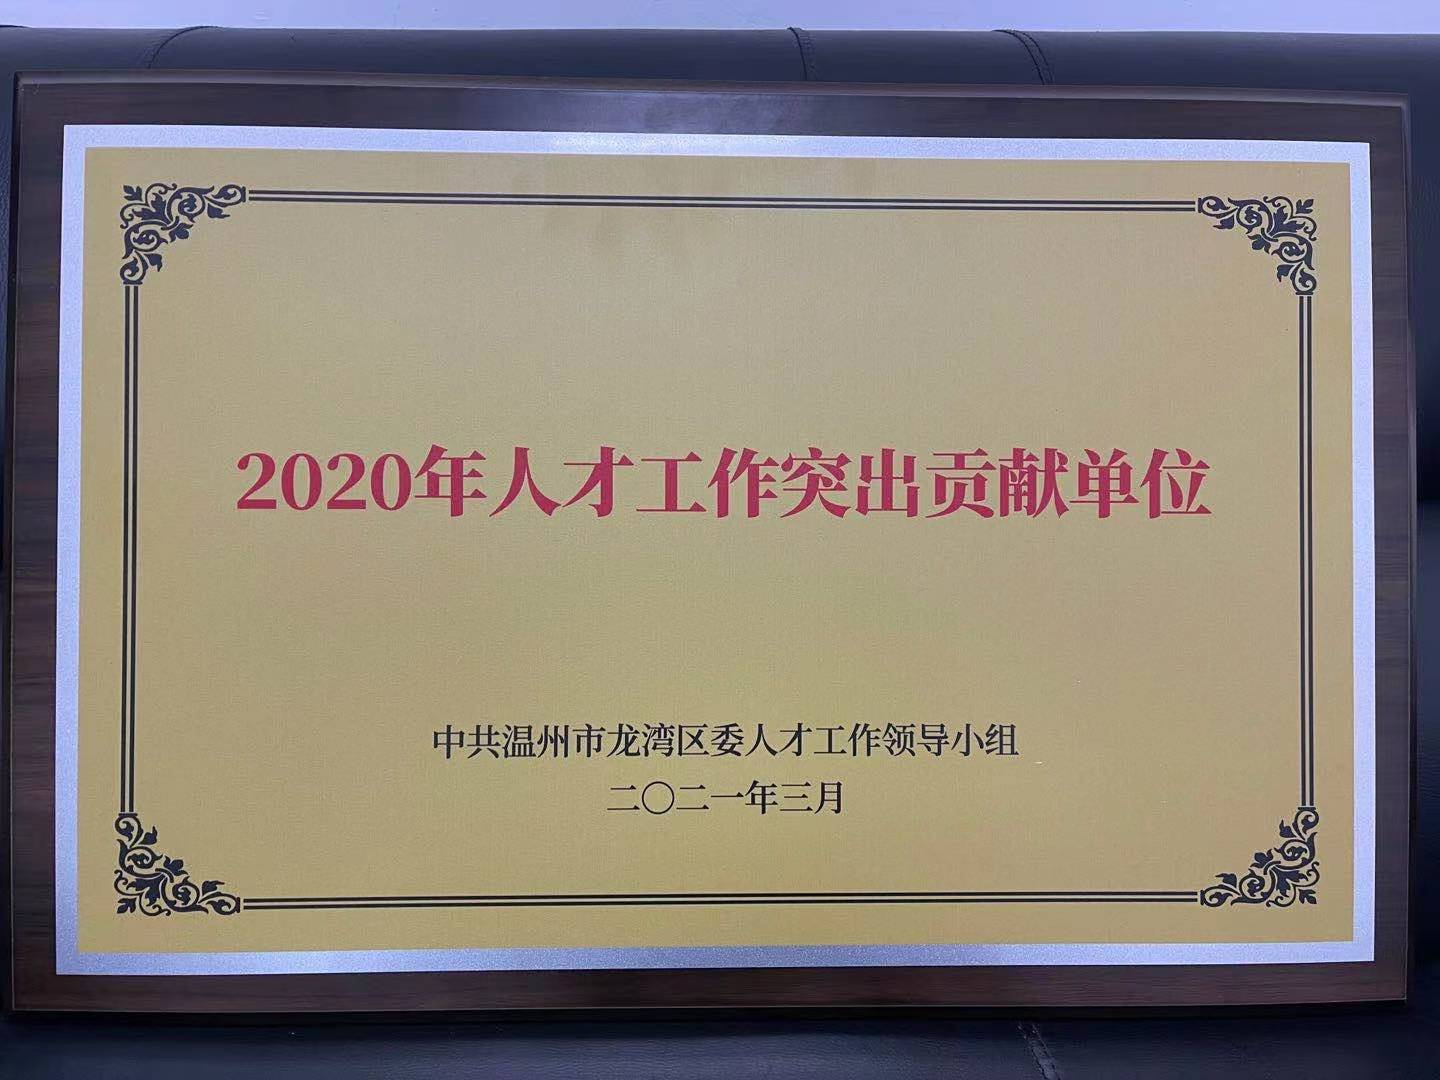 2020年人才工作突出贡献单位
中共温州市龙湾区委人才工作领导小组
二〇二一年三月